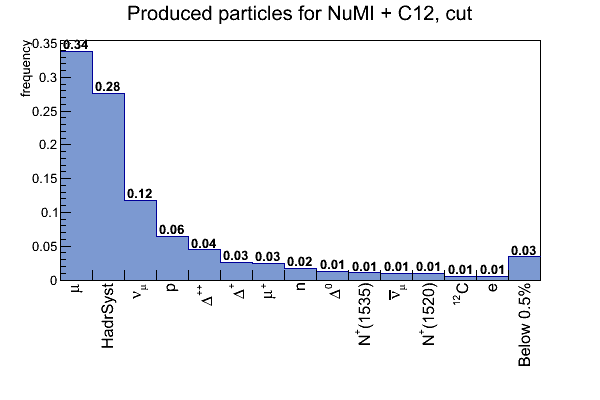 Produced particles for NuMI + C12, cut
frequency
0.35
0.3
0.25
0.2
0.15
0.1
0.05
0
0.34
0.28
0.12
0.06
0.04
0.03
0.03
0.02
0.01
0.01
0.01
0.01
0.01
0.01
0.03
μ
HadrSyst
ν μ
p
Δ++
Δ+
μ+
n
Δ0
N+(1535)
ν̅ μ
N+(1520)
12C
e
Below 0.5%